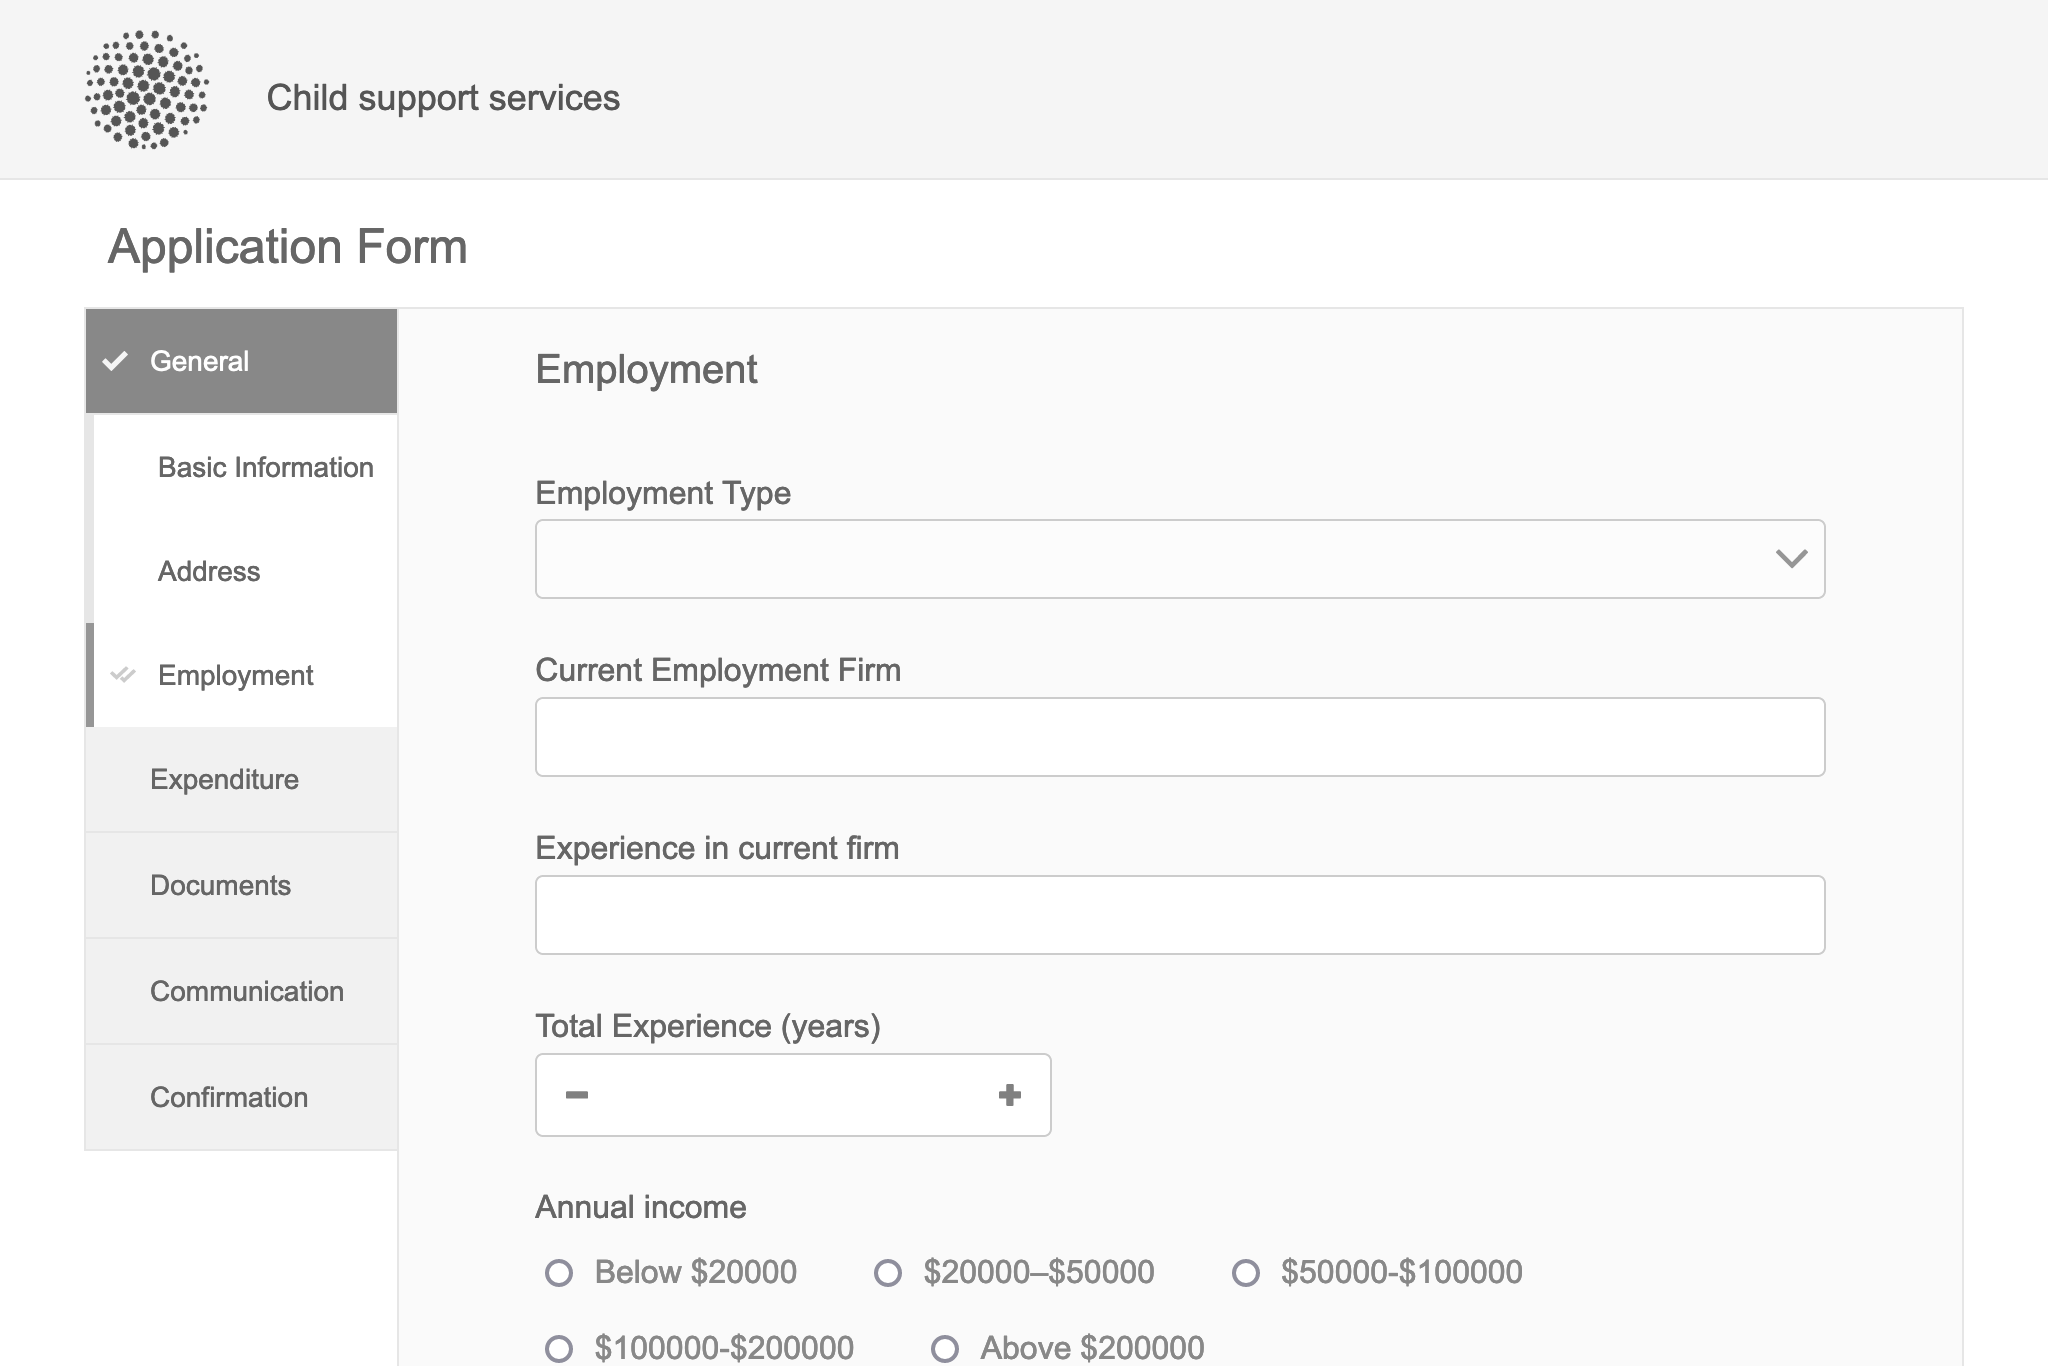 Child support services
Application Form
General
Basic Information
Address
Employment
Expenditure
Documents
Communication
Confirmation
Employment
Employment Type
Current Employment Firm
Experience in current firm
Total Experience (years)
Annual income
Below $20000 $20000–$50000 $50000-$100000
$100000-$200000 Above $200000